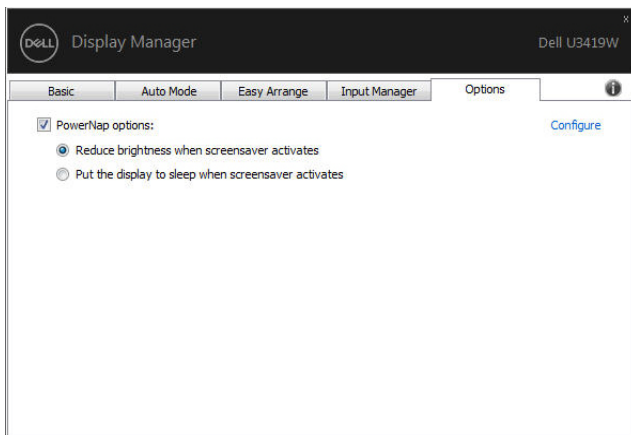 DELL Display Manager Dell U3419W
x
Basic Auto Mode Easy Arrange Input Manager Options
PowerNap options: Configure
Reduce brightness when screensaver activates
Put the display to sleep when screensaver activates